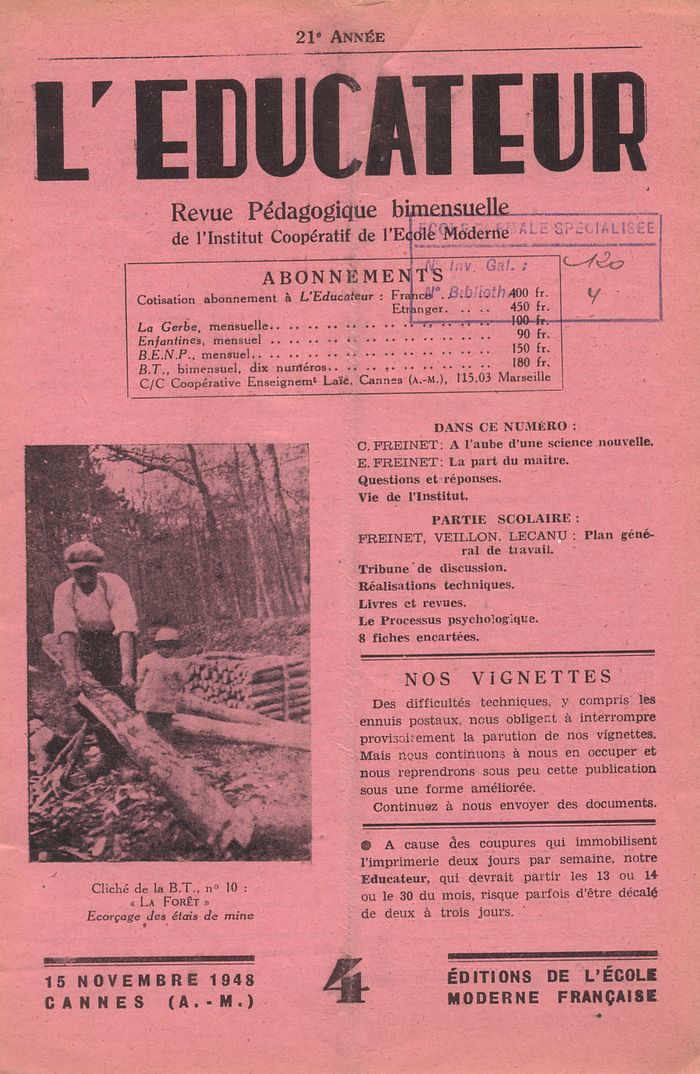 21e ANNÉE
L'EDUCATEUR
Revue Pédagogique bimensuelle
de l'Institut Coopératif de l'Ecole Moderne
ECOLE NORMALE SPÉCIALISÉE
N° Inv. Gal. : 120
N° Biblioth. 4
ABONNEMENTS
Cotisation abonnement à L'Educateur : France . . 400 fr.
Etranger. . . . . 450 fr.
La Gerbe, mensuelle.. .. .. .. .. .. .. .. .. .. .. 100 fr.
Enfantines, mensuel .. .. .. .. .. .. .. .. .. .. .. 90 fr.
B.E.N.P., mensuel.. .. .. .. .. .. .. .. .. .. .. .. 150 fr.
B.T., bimensuel, dix numéros.. .. .. .. .. .. .. .. 180 fr.
C/C Coopérative Enseignemt Laïc, Cannes (A.-M.), 115.03 Marseille
DANS CE NUMÉRO :
C. FREINET : A l'aube d'une science nouvelle.
E. FREINET : La part du maître.
Questions et réponses.
Vie de l'Institut.
PARTIE SCOLAIRE :
FREINET, VEILLON, LECANU : Plan géné-
ral de travail.
Tribune de discussion.
Réalisations techniques.
Livres et revues.
Le Processus psychologique.
8 fiches encartées.
NOS VIGNETTES
Des difficultés techniques, y compris les
ennuis postaux, nous obligent à interrompre
provisoirement la parution de nos vignettes.
Mais nous continuons à nous en occuper et
nous reprendrons sous peu cette publication
sous une forme améliorée.
Continuez à nous envoyer des documents.
● A cause des coupures qui immobilisent
l'imprimerie deux jours par semaine, notre
Educateur, qui devrait partir les 13 ou 14
ou le 30 du mois, risque parfois d'être décalé
de deux à trois jours.
Cliché de la B.T., n° 10 :
« LA FORÊT »
Ecorçage des étais de mine
15 NOVEMBRE 1948
CANNES (A.-M.)
4
ÉDITIONS DE L'ÉCOLE
MODERNE FRANÇAISE